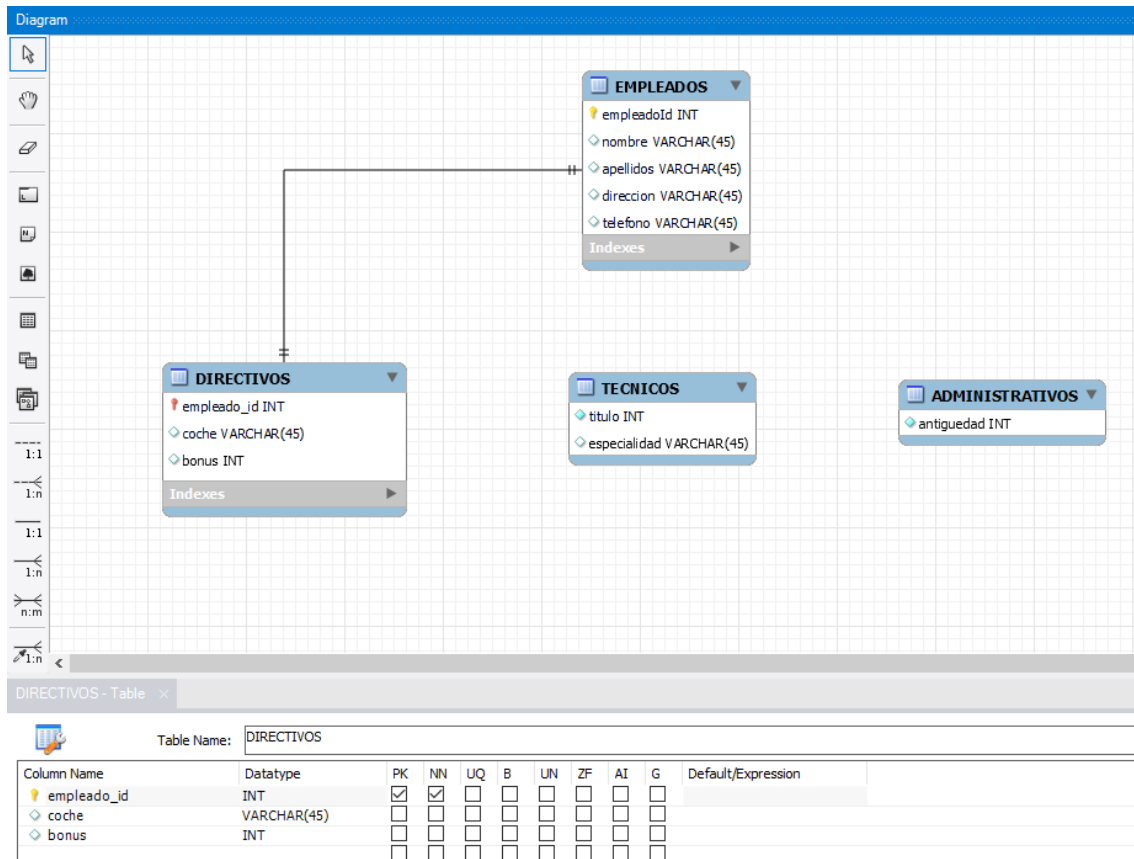 Diagram
EMPLEADOS
empleadoId INT
nombre VARCHAR(45)
apellidos VARCHAR(45)
direccion VARCHAR(45)
telefono VARCHAR(45)
Indexes
DIRECTIVOS
empleado_id INT
coche VARCHAR(45)
bonus INT
Indexes
TECNICOS
titulo INT
especialidad VARCHAR(45)
ADMINISTRATIVOS
antiguedad INT
1:1
1:n
1:1
1:n
n:m
1:n
DIRECTIVOS - Table
Table Name: DIRECTIVOS
Column Name Datatype PK NN UQ B UN ZF AI G Default/Expression
empleado_id INT
coche VARCHAR(45)
bonus INT